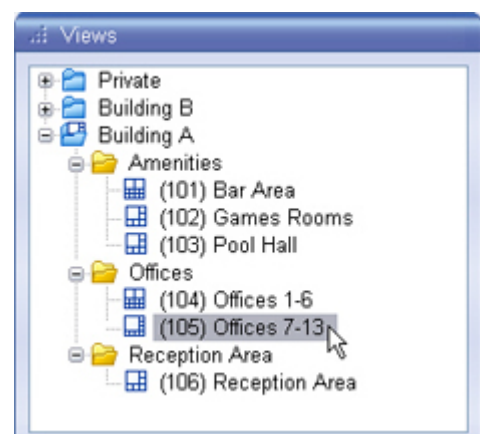 Views
Private
Building B
Building A
Amenities
(101) Bar Area
(102) Games Rooms
(103) Pool Hall
Offices
(104) Offices 1-6
(105) Offices 7-13
Reception Area
(106) Reception Area